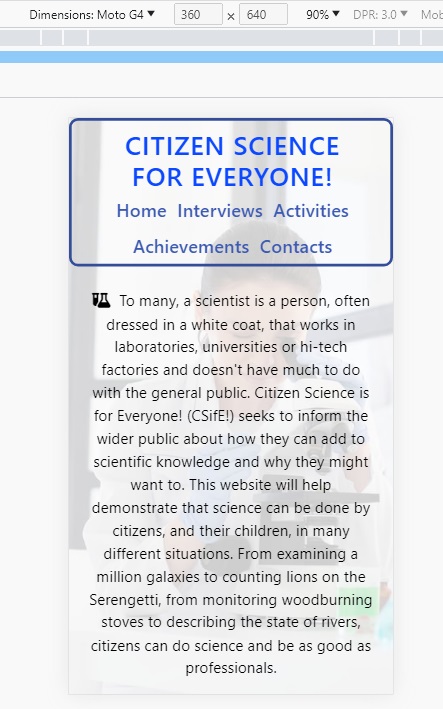 Dimensions: Moto G4 ▼ 360 x 640 90% ▼ DPR: 3.0 ▼ Mob
CITIZEN SCIENCE
FOR EVERYONE!
Home Interviews Activities
Achievements Contacts
To many, a scientist is a person, often
dressed in a white coat, that works in
laboratories, universities or hi-tech
factories and doesn't have much to do
with the general public. Citizen Science is
for Everyone! (CSifE!) seeks to inform the
wider public about how they can add to
scientific knowledge and why they might
want to. This website will help
demonstrate that science can be done by
citizens, and their children, in many
different situations. From examining a
million galaxies to counting lions on the
Serengetti, from monitoring woodburning
stoves to describing the state of rivers,
citizens can do science and be as good as
professionals.